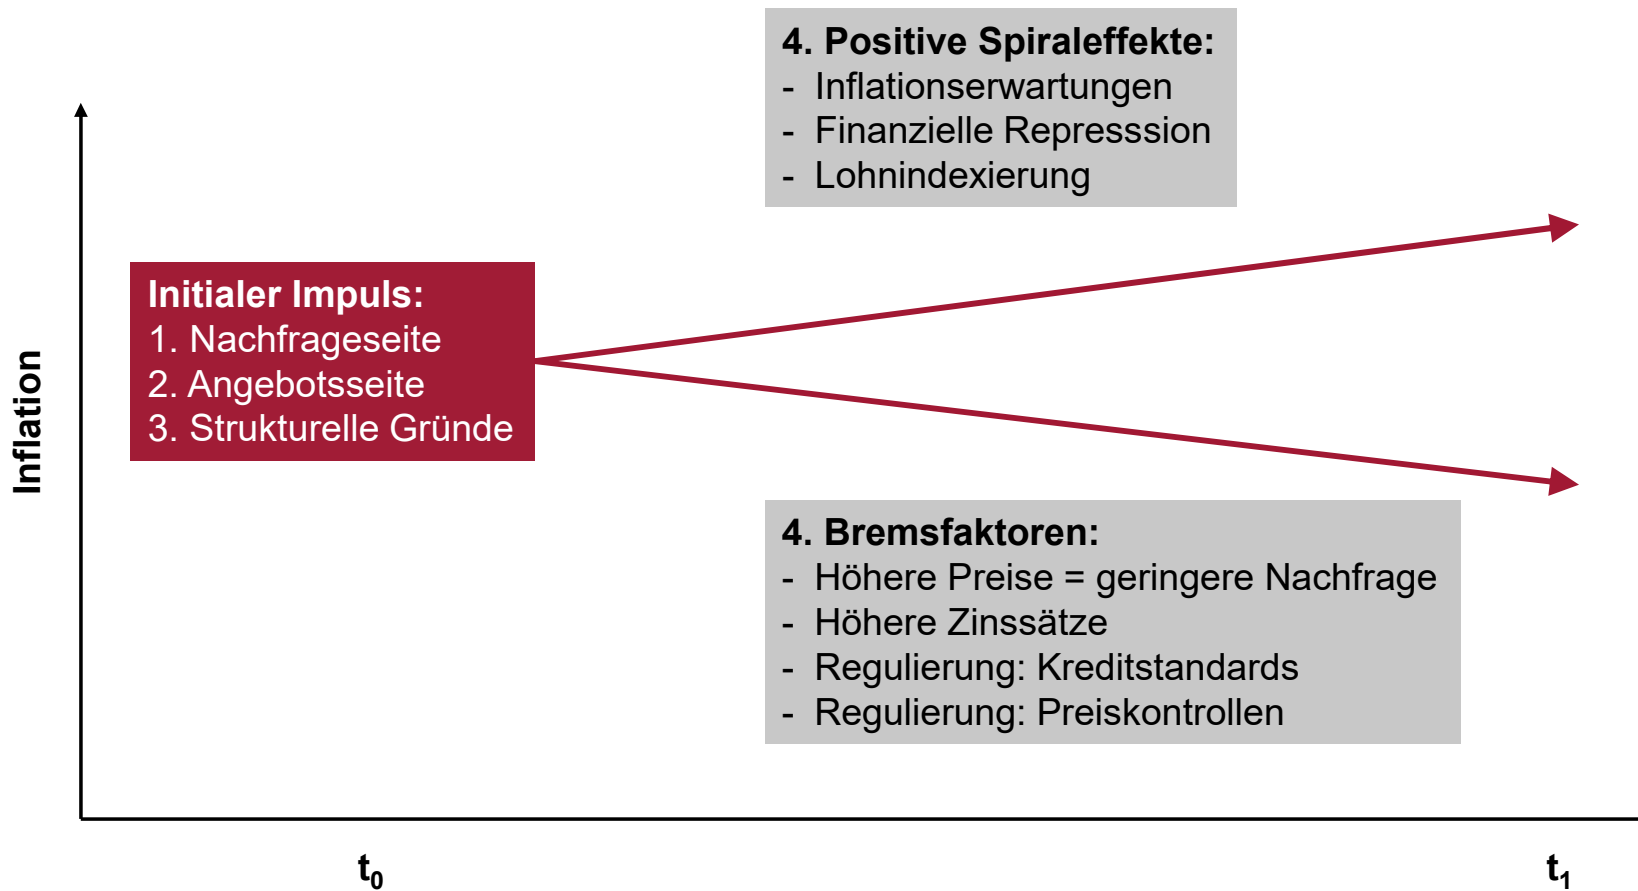 4. Positive Spiraleffekte:
- Inflationserwartungen
- Finanzielle Represssion
- Lohnindexierung
Initialer Impuls:
1. Nachfrageseite
2. Angebotsseite
3. Strukturelle Gründe
Inflation
4. Bremsfaktoren:
- Höhere Preise = geringere Nachfrage
- Höhere Zinssätze
- Regulierung: Kreditstandards
- Regulierung: Preiskontrollen
t₀
t₁